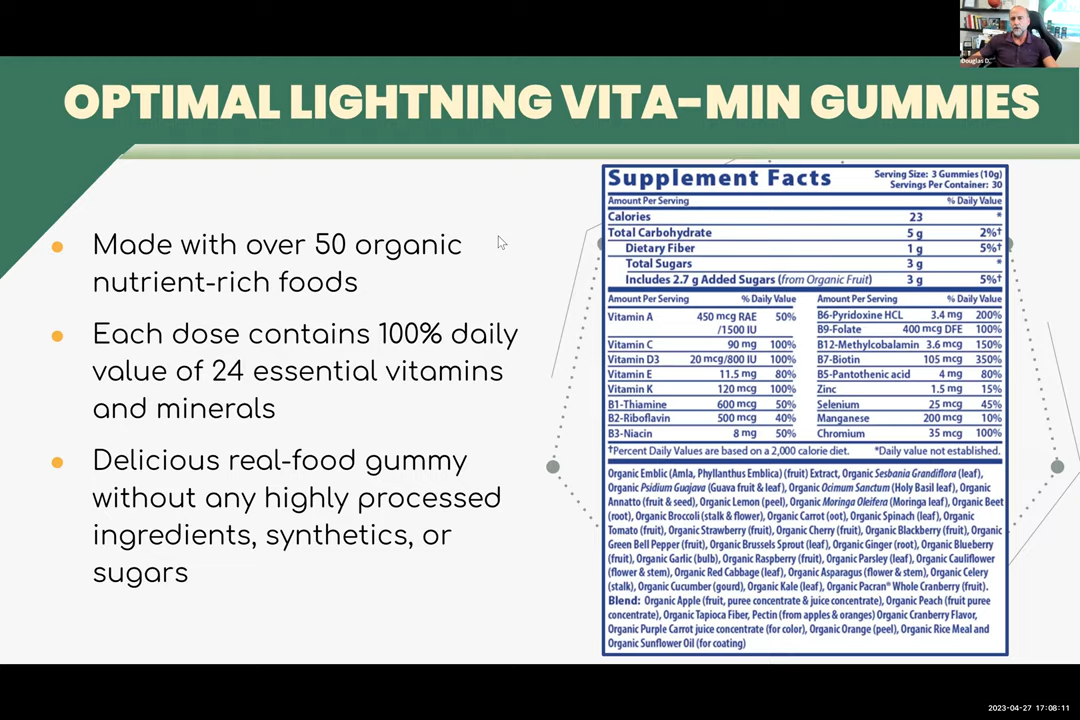 Douglas D.
OPTIMAL LIGHTNING VITA-MIN GUMMIES
Made with over 50 organic
nutrient-rich foods
Each dose contains 100% daily
value of 24 essential vitamins
and minerals
Delicious real-food gummy
without any highly processed
ingredients, synthetics, or
sugars
Supplement Facts
Serving Size: 3 Gummies (10g)
Servings Per Container: 30
Amount Per Serving % Daily Value
Calories 23 *
Total Carbohydrate 5 g 2%†
Dietary Fiber 1 g 5%†
Total Sugars 3 g *
Includes 2.7 g Added Sugars (from Organic Fruit) 3 g 5%†
Amount Per Serving % Daily Value
Vitamin A 450 mcg RAE 50%
/1500 IU
Vitamin C 90 mg 100%
Vitamin D3 20 mcg/800 IU 100%
Vitamin E 11.5 mg 80%
Vitamin K 120 mcg 100%
B1-Thiamine 600 mcg 50%
B2-Riboflavin 500 mcg 40%
B3-Niacin 8 mg 50%
Amount Per Serving % Daily Value
B6-Pyridoxine HCL 3.4 mg 200%
B9-Folate 400 mcg DFE 100%
B12-Methylcobalamin 3.6 mcg 150%
B7-Biotin 105 mcg 350%
B5-Pantothenic acid 4 mg 80%
Zinc 1.5 mg 15%
Selenium 25 mcg 45%
Manganese 200 mcg 10%
Chromium 35 mcg 100%
†Percent Daily Values are based on a 2,000 calorie diet. *Daily value not established.
Organic Emblic (Amla, Phyllanthus Emblica) (fruit) Extract, Organic Sesbania Grandiflora (leaf),
Organic Psidium Guajava (Guava fruit & leaf), Organic Ocimum Sanctum (Holy Basil leaf), Organic
Annatto (fruit & seed), Organic Lemon (peel), Organic Moringa Oleifera (Moringa leaf), Organic Beet
(root), Organic Broccoli (stalk & flower), Organic Carrot (oot), Organic Spinach (leaf), Organic
Tomato (fruit), Organic Strawberry (fruit), Organic Cherry (fruit), Organic Blackberry (fruit), Organic
Green Bell Pepper (fruit), Organic Brussels Sprout (leaf), Organic Ginger (root), Organic Blueberry
(fruit), Organic Garlic (bulb), Organic Raspberry (fruit), Organic Parsley (leaf), Organic Cauliflower
(flower & stem), Organic Red Cabbage (leaf), Organic Asparagus (flower & stem), Organic Celery
(stalk), Organic Cucumber (gourd), Organic Kale (leaf), Organic Pacran® Whole Cranberry (fruit).
Blend: Organic Apple (fruit, puree concentrate & juice concentrate), Organic Peach (fruit puree
concentrate), Organic Tapioca Fiber, Pectin (from apples & oranges) Organic Cranberry Flavor,
Organic Purple Carrot juice concentrate (for color), Organic Orange (peel), Organic Rice Meal and
Organic Sunflower Oil (for coating)
2023-04-27 17:08:11